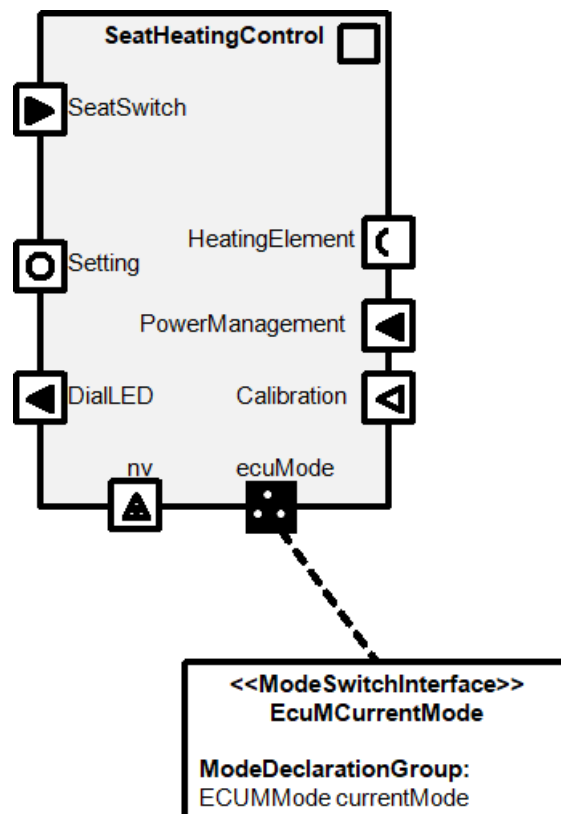 SeatHeatingControl
SeatSwitch
HeatingElement
Setting
PowerManagement
DialLED
Calibration
nv
ecuMode
<<ModeSwitchInterface>>
EcuMCurrentMode
ModeDeclarationGroup:
ECUMMode currentMode